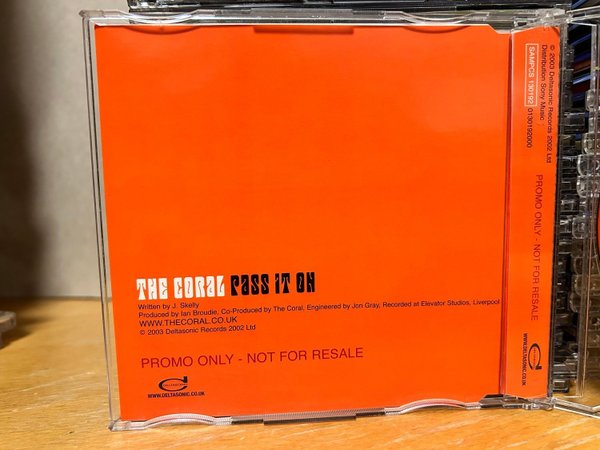 THE CORAL PASS IT ON
Written by J. Skelly
Produced by Ian Broudie, Co-Produced by The Coral, Engineered by Jon Gray, Recorded at Elevator Studios, Liverpool
WWW.THECORAL.CO.UK
© 2003 Deltasonic Records 2002 Ltd
PROMO ONLY - NOT FOR RESALE
WWW.DELTASONIC.CO.UK
© 2003 Deltasonic Records 2002 Ltd
Distribution Sony Music
SAMPCS 130192 0130192000
PROMO ONLY - NOT FOR RESALE
WWW.DELTASONIC.CO.UK